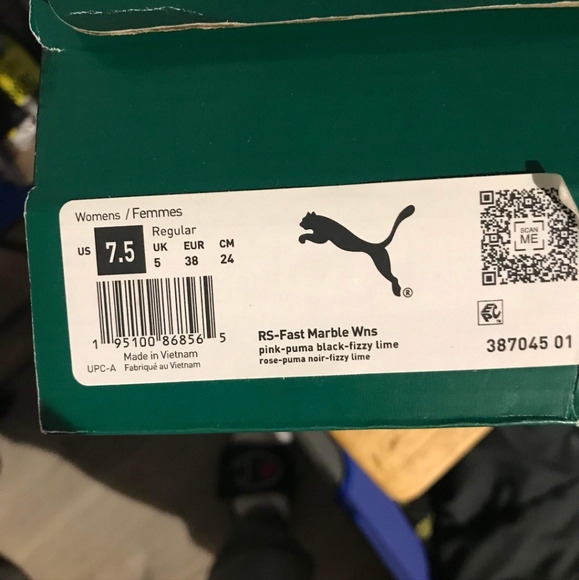 Womens / Femmes
Regular
US 7.5 UK EUR CM
5 38 24
1 95100 86856 5
Made in Vietnam
UPC-A Fabriqué au Vietnam
®
RS-Fast Marble Wns
pink-puma black-fizzy lime
rose-puma noir-fizzy lime
SCAN
ME
387045 01